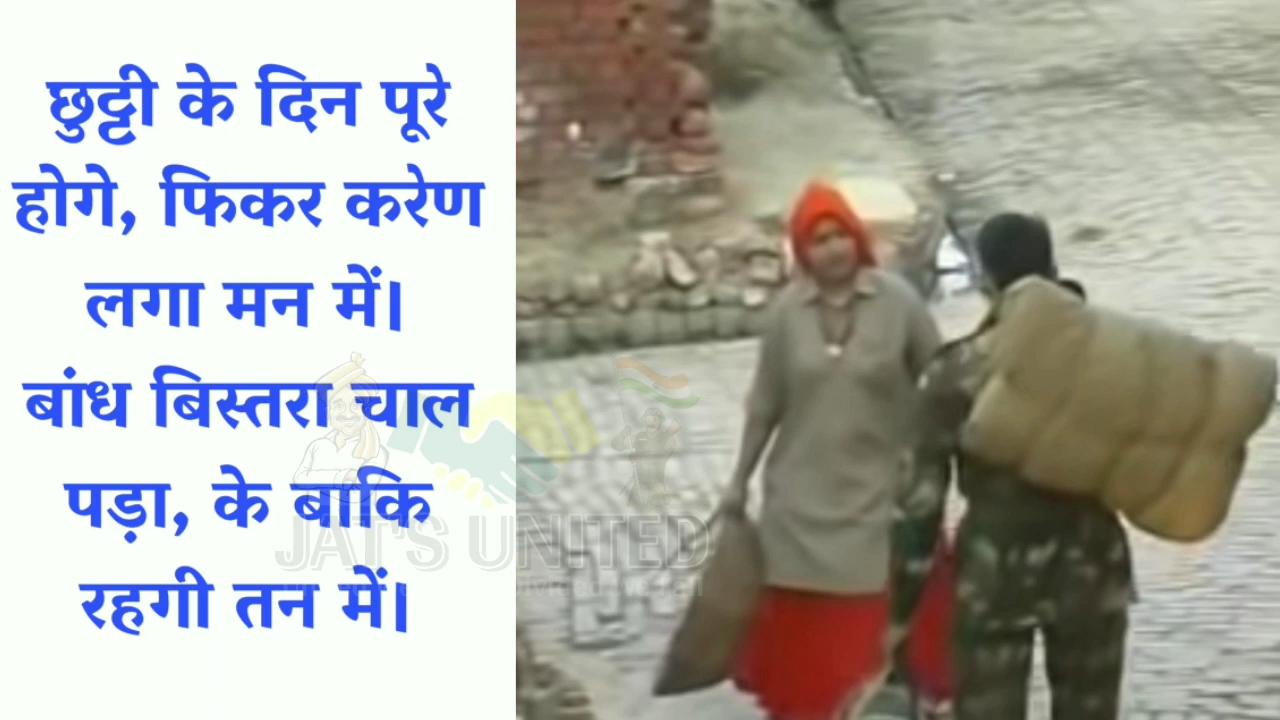 छुट्टी के दिन पूरे
होगे, फिकर करेण
लगा मन में।
बांध बिस्तरा चाल
पड़ा, के बाकि
रहगी तन में।
JAT'S UNITED